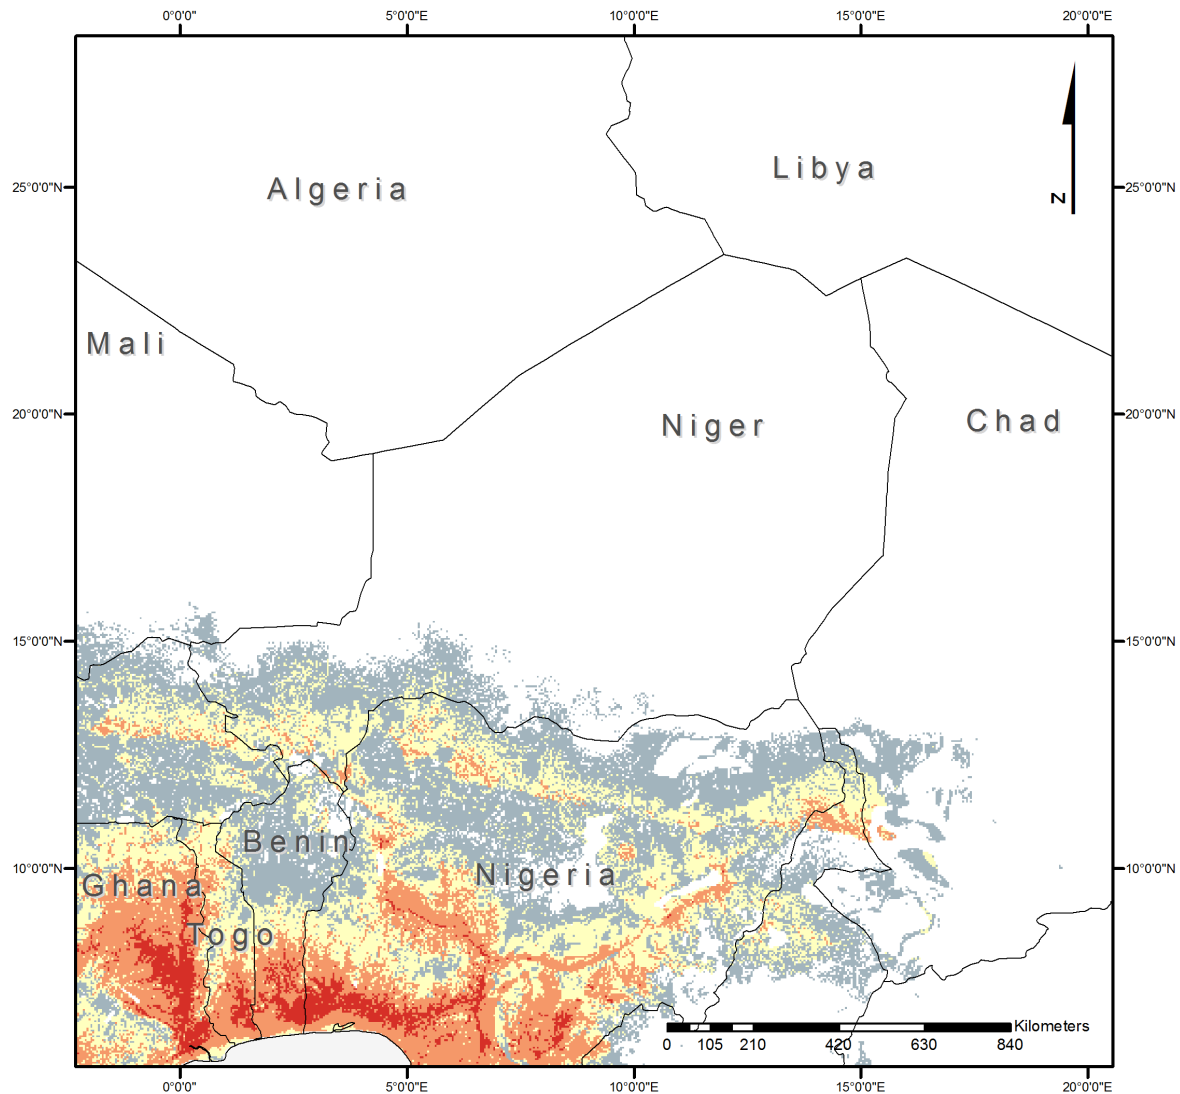 0°0'0" 5°0'0"E 10°0'0"E 15°0'0"E 20°0'0"E
Libya
25°0'0"N Algeria 25°0'0"N
N
Mali
20°0'0"N Niger Chad 20°0'0"N
15°0'0"N 15°0'0"N
Benin
10°0'0"N Nigeria 10°0'0"N
Ghana
Togo
Kilometers
0 105 210 420 630 840
0°0'0" 5°0'0"E 10°0'0"E 15°0'0"E 20°0'0"E